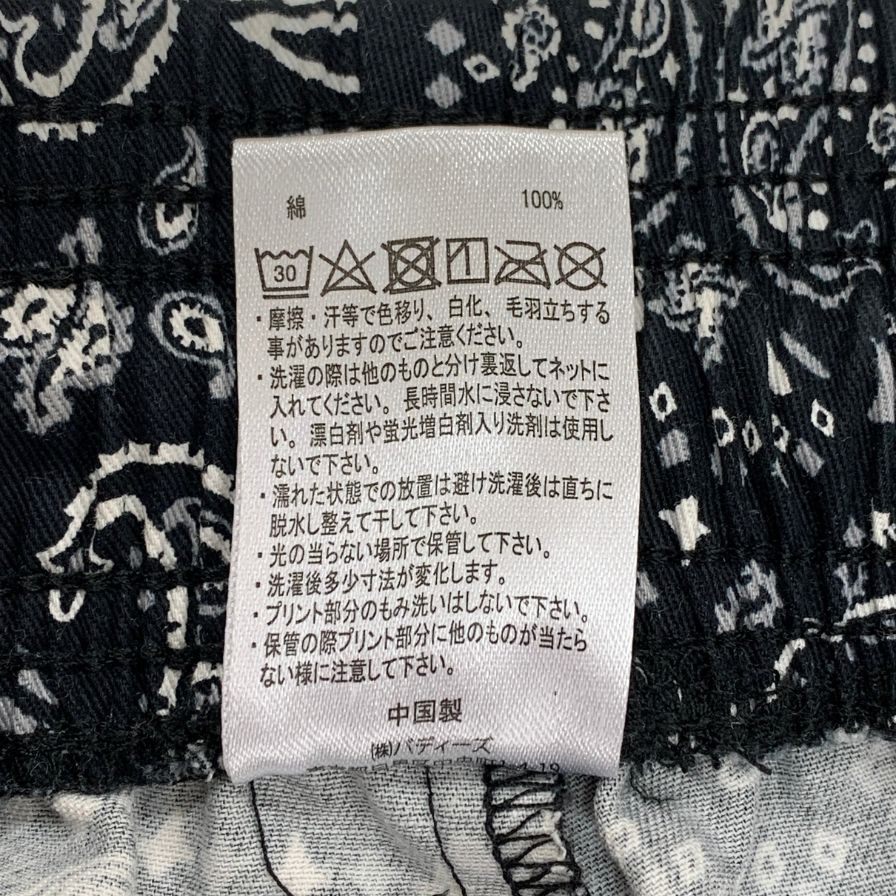 綿 100%
30
・摩擦・汗等で色移り、白化、毛羽立ちする
事がありますのでご注意ください。
・洗濯の際は他のものと分け裏返してネットに
入れてください。長時間水に浸さないで下さ
い。漂白剤や蛍光増白剤入り洗剤は使用し
ないで下さい。
・濡れた状態での放置は避け洗濯後は直ちに
脱水し整えて干して下さい。
・光の当らない場所で保管して下さい。
・洗濯後多少寸法が変化します。
・プリント部分のもみ洗いはしないで下さい。
・保管の際プリント部分に他のものが当たら
ない様に注意して下さい。
中国製
(株)バディーズ
4-19